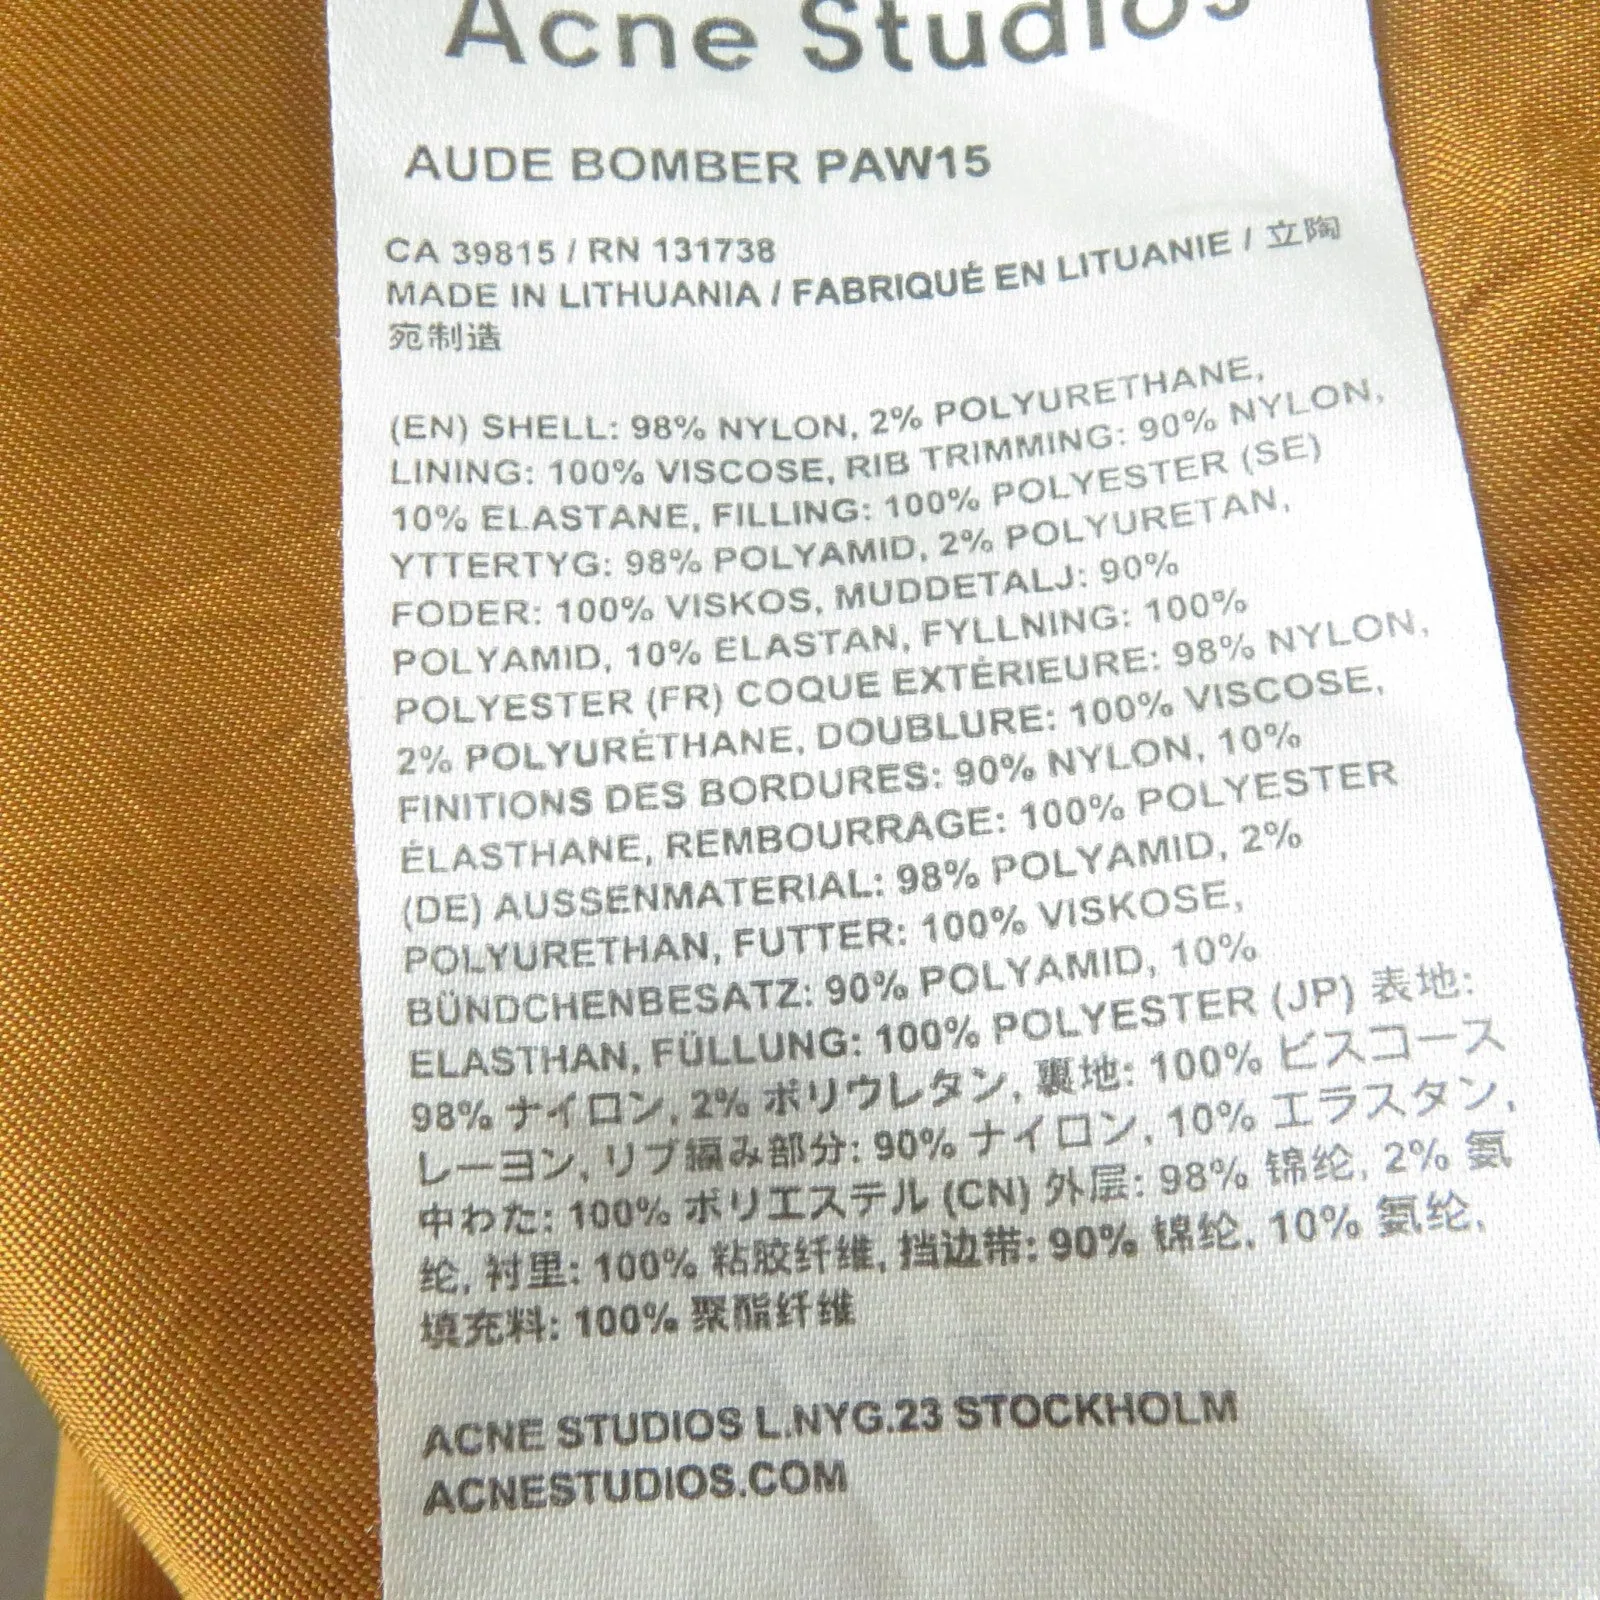 Acne Studios
AUDE BOMBER PAW15
CA 39815 / RN 131738
MADE IN LITHUANIA / FABRIQUÉ EN LITUANIE / 立陶
宛制造
(EN) SHELL: 98% NYLON, 2% POLYURETHANE,
LINING: 100% VISCOSE, RIB TRIMMING: 90% NYLON,
10% ELASTANE, FILLING: 100% POLYESTER (SE)
YTTERTYG: 98% POLYAMID, 2% POLYURETAN,
FODER: 100% VISKOS, MUDDETALJ: 90%
POLYAMID, 10% ELASTAN, FYLLNING: 100%
POLYESTER (FR) COQUE EXTÉRIEURE: 98% NYLON,
2% POLYURÉTHANE, DOUBLURE: 100% VISCOSE,
FINITIONS DES BORDURES: 90% NYLON, 10%
ÉLASTHANE, REMBOURRAGE: 100% POLYESTER
(DE) AUSSENMATERIAL: 98% POLYAMID, 2%
POLYURETHAN, FUTTER: 100% VISKOSE,
BÜNDCHENBESATZ: 90% POLYAMID, 10%
ELASTHAN, FÜLLUNG: 100% POLYESTER (JP) 表地:
98% ナイロン, 2% ポリウレタン, 裏地: 100% ビスコース
レーヨン, リブ編み部分: 90% ナイロン, 10% エラスタン,
中わた: 100% ポリエステル (CN) 外层: 98% 锦纶, 2% 氨
纶, 衬里: 100% 粘胶纤维, 挡边带: 90% 锦纶, 10% 氨纶,
填充料: 100% 聚酯纤维
ACNE STUDIOS L.NYG.23 STOCKHOLM
ACNESTUDIOS.COM